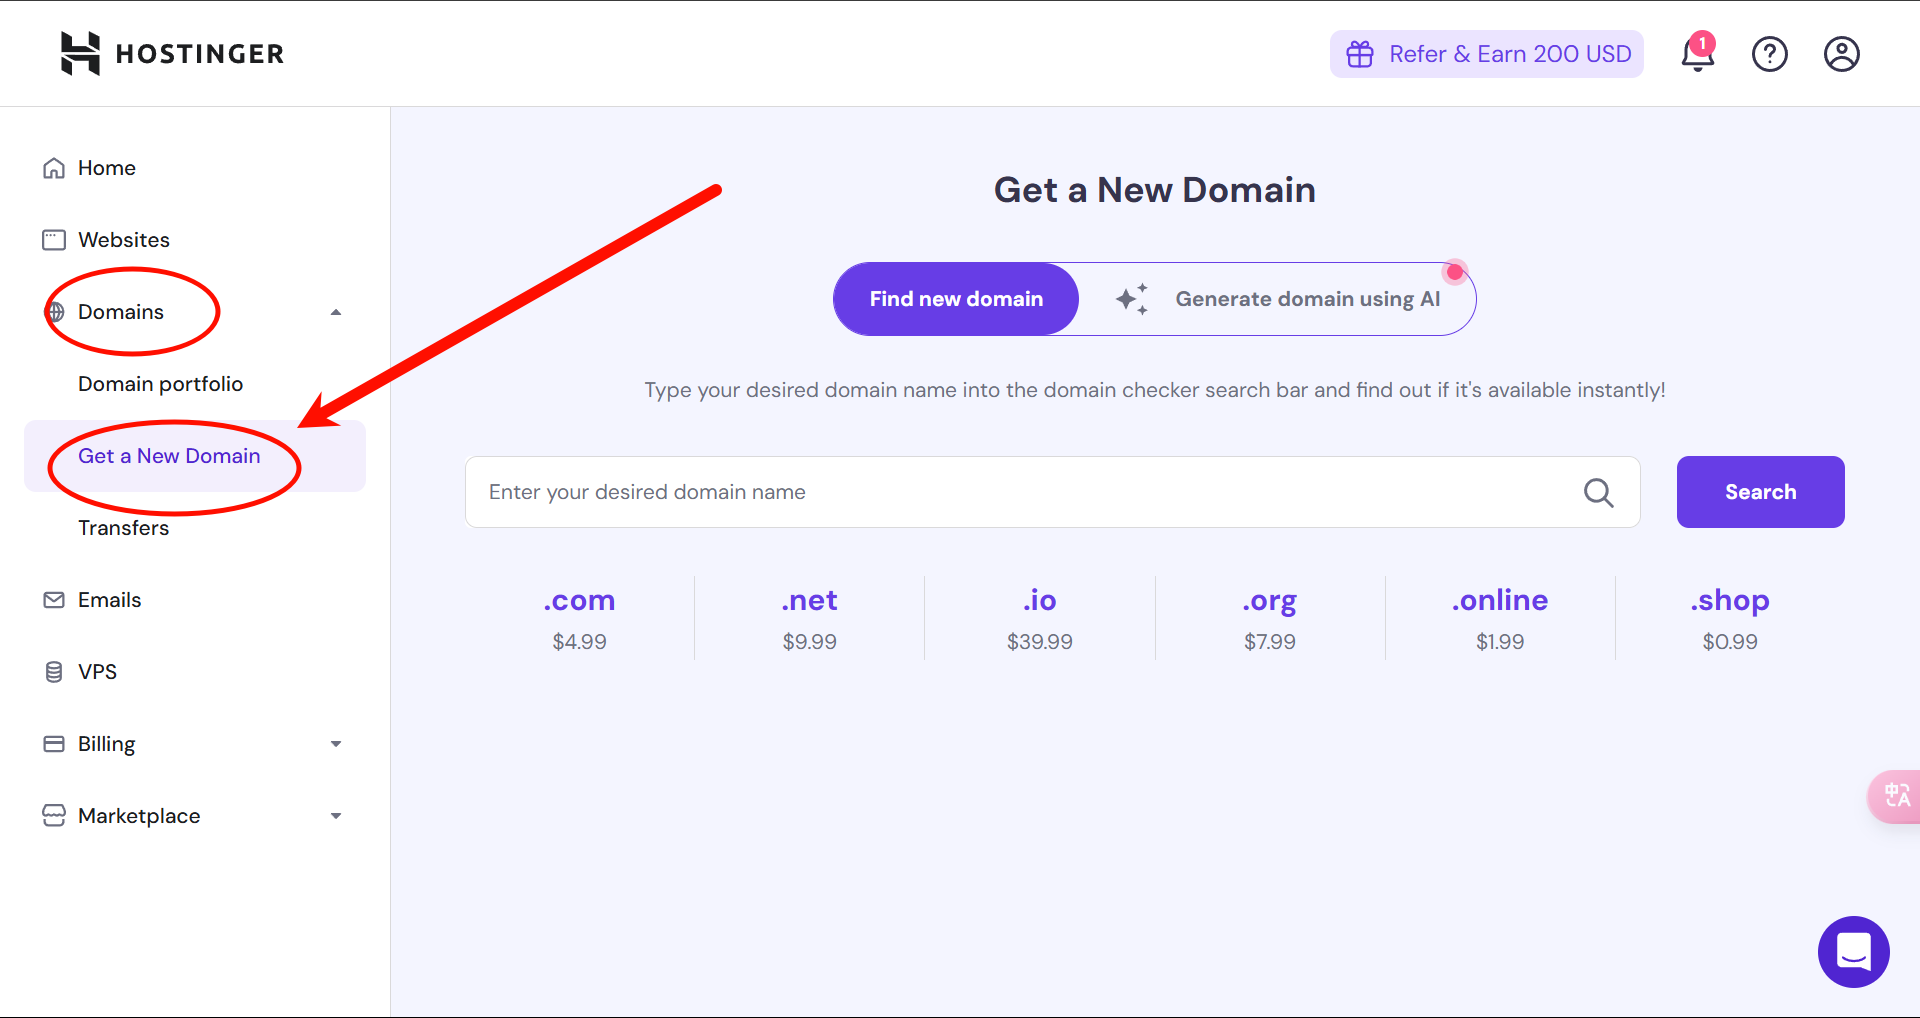 HOSTINGER
Refer & Earn 200 USD
1
?
Home
Websites
Domains
Domain portfolio
Get a New Domain
Transfers
Emails
VPS
Billing
Marketplace
Get a New Domain
Find new domain
Generate domain using AI
Type your desired domain name into the domain checker search bar and find out if it's available instantly!
Enter your desired domain name
Search
.com
$4.99
.net
$9.99
.io
$39.99
.org
$7.99
.online
$1.99
.shop
$0.99
中A